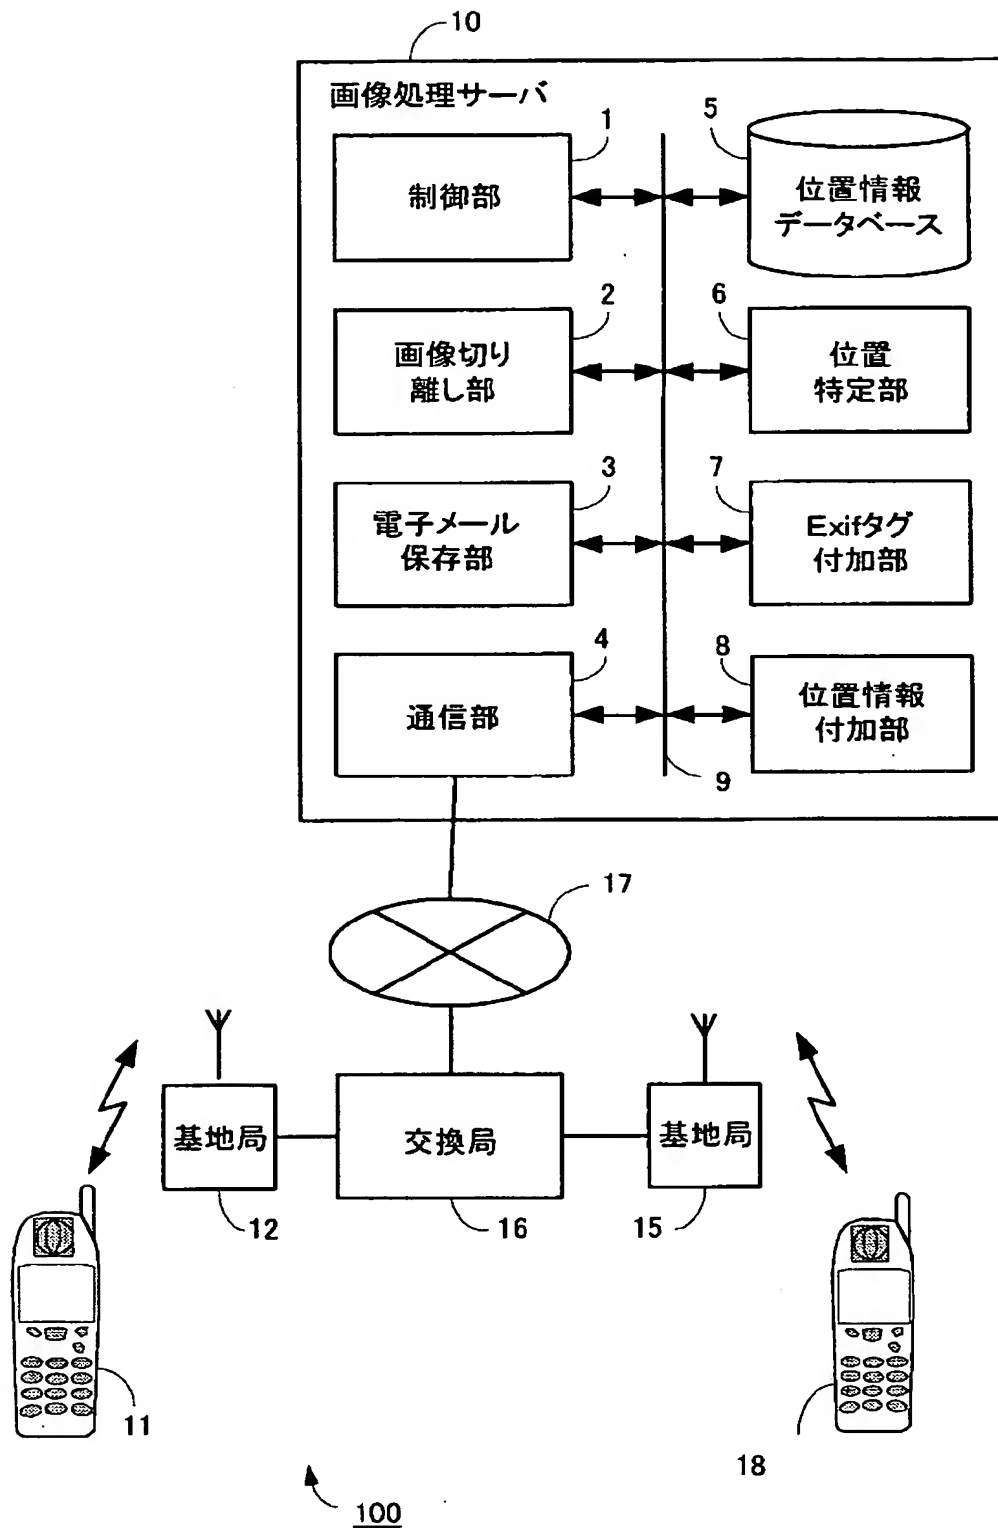 10
画像処理サーバ
1
制御部
5
位置情報
データベース
2
画像切り
離し部
6
位置
特定部
3
電子メール
保存部
7
Exifタグ
付加部
4
通信部
8
位置情報
付加部
9
17
基地局
交換局
基地局
12
16
15
11
18
100